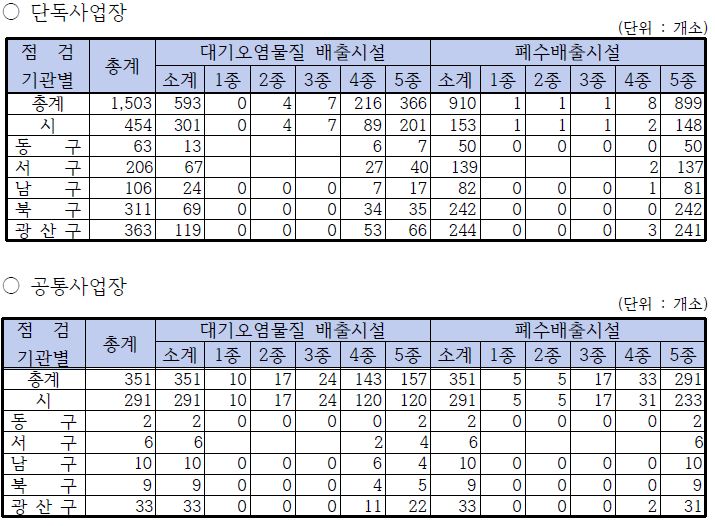 ○ 단독사업장
(단위 : 개소)
점 검 기관별 총계 대기오염물질 배출시설 폐수배출시설
소계 1종 2종 3종 4종 5종 소계 1종 2종 3종 4종 5종
총계 1,503 593 0 4 7 216 366 910 1 1 1 8 899
시 454 301 0 4 7 89 201 153 1 1 1 2 148
동 구 63 13 6 7 50 0 0 0 0 50
서 구 206 67 27 40 139 2 137
남 구 106 24 0 0 0 7 17 82 0 0 0 1 81
북 구 311 69 0 0 0 34 35 242 0 0 0 0 242
광 산 구 363 119 0 0 0 53 66 244 0 0 0 3 241
○ 공통사업장
(단위 : 개소)
점 검 기관별 총계 대기오염물질 배출시설 폐수배출시설
소계 1종 2종 3종 4종 5종 소계 1종 2종 3종 4종 5종
총계 351 351 10 17 24 143 157 351 5 5 17 33 291
시 291 291 10 17 24 120 120 291 5 5 17 31 233
동 구 2 2 0 0 0 0 2 2 0 0 0 0 2
서 구 6 6 2 4 6 6
남 구 10 10 0 0 0 6 4 10 0 0 0 0 10
북 구 9 9 0 0 0 4 5 9 0 0 0 0 9
광 산 구 33 33 0 0 0 11 22 33 0 0 0 2 31